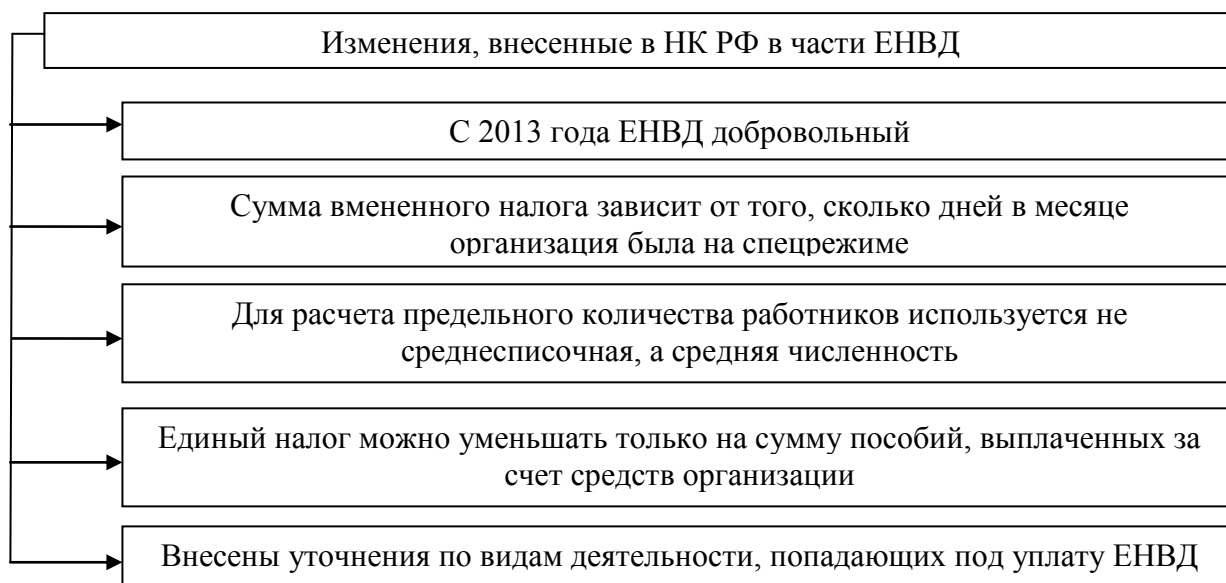 Изменения, внесенные в НК РФ в части ЕНВД
С 2013 года ЕНВД добровольный
Сумма вмененного налога зависит от того, сколько дней в месяце
организация была на спецрежиме
Для расчета предельного количества работников используется не
среднесписочная, а средняя численность
Единый налог можно уменьшать только на сумму пособий, выплаченных за
счет средств организации
Внесены уточнения по видам деятельности, попадающих под уплату ЕНВД